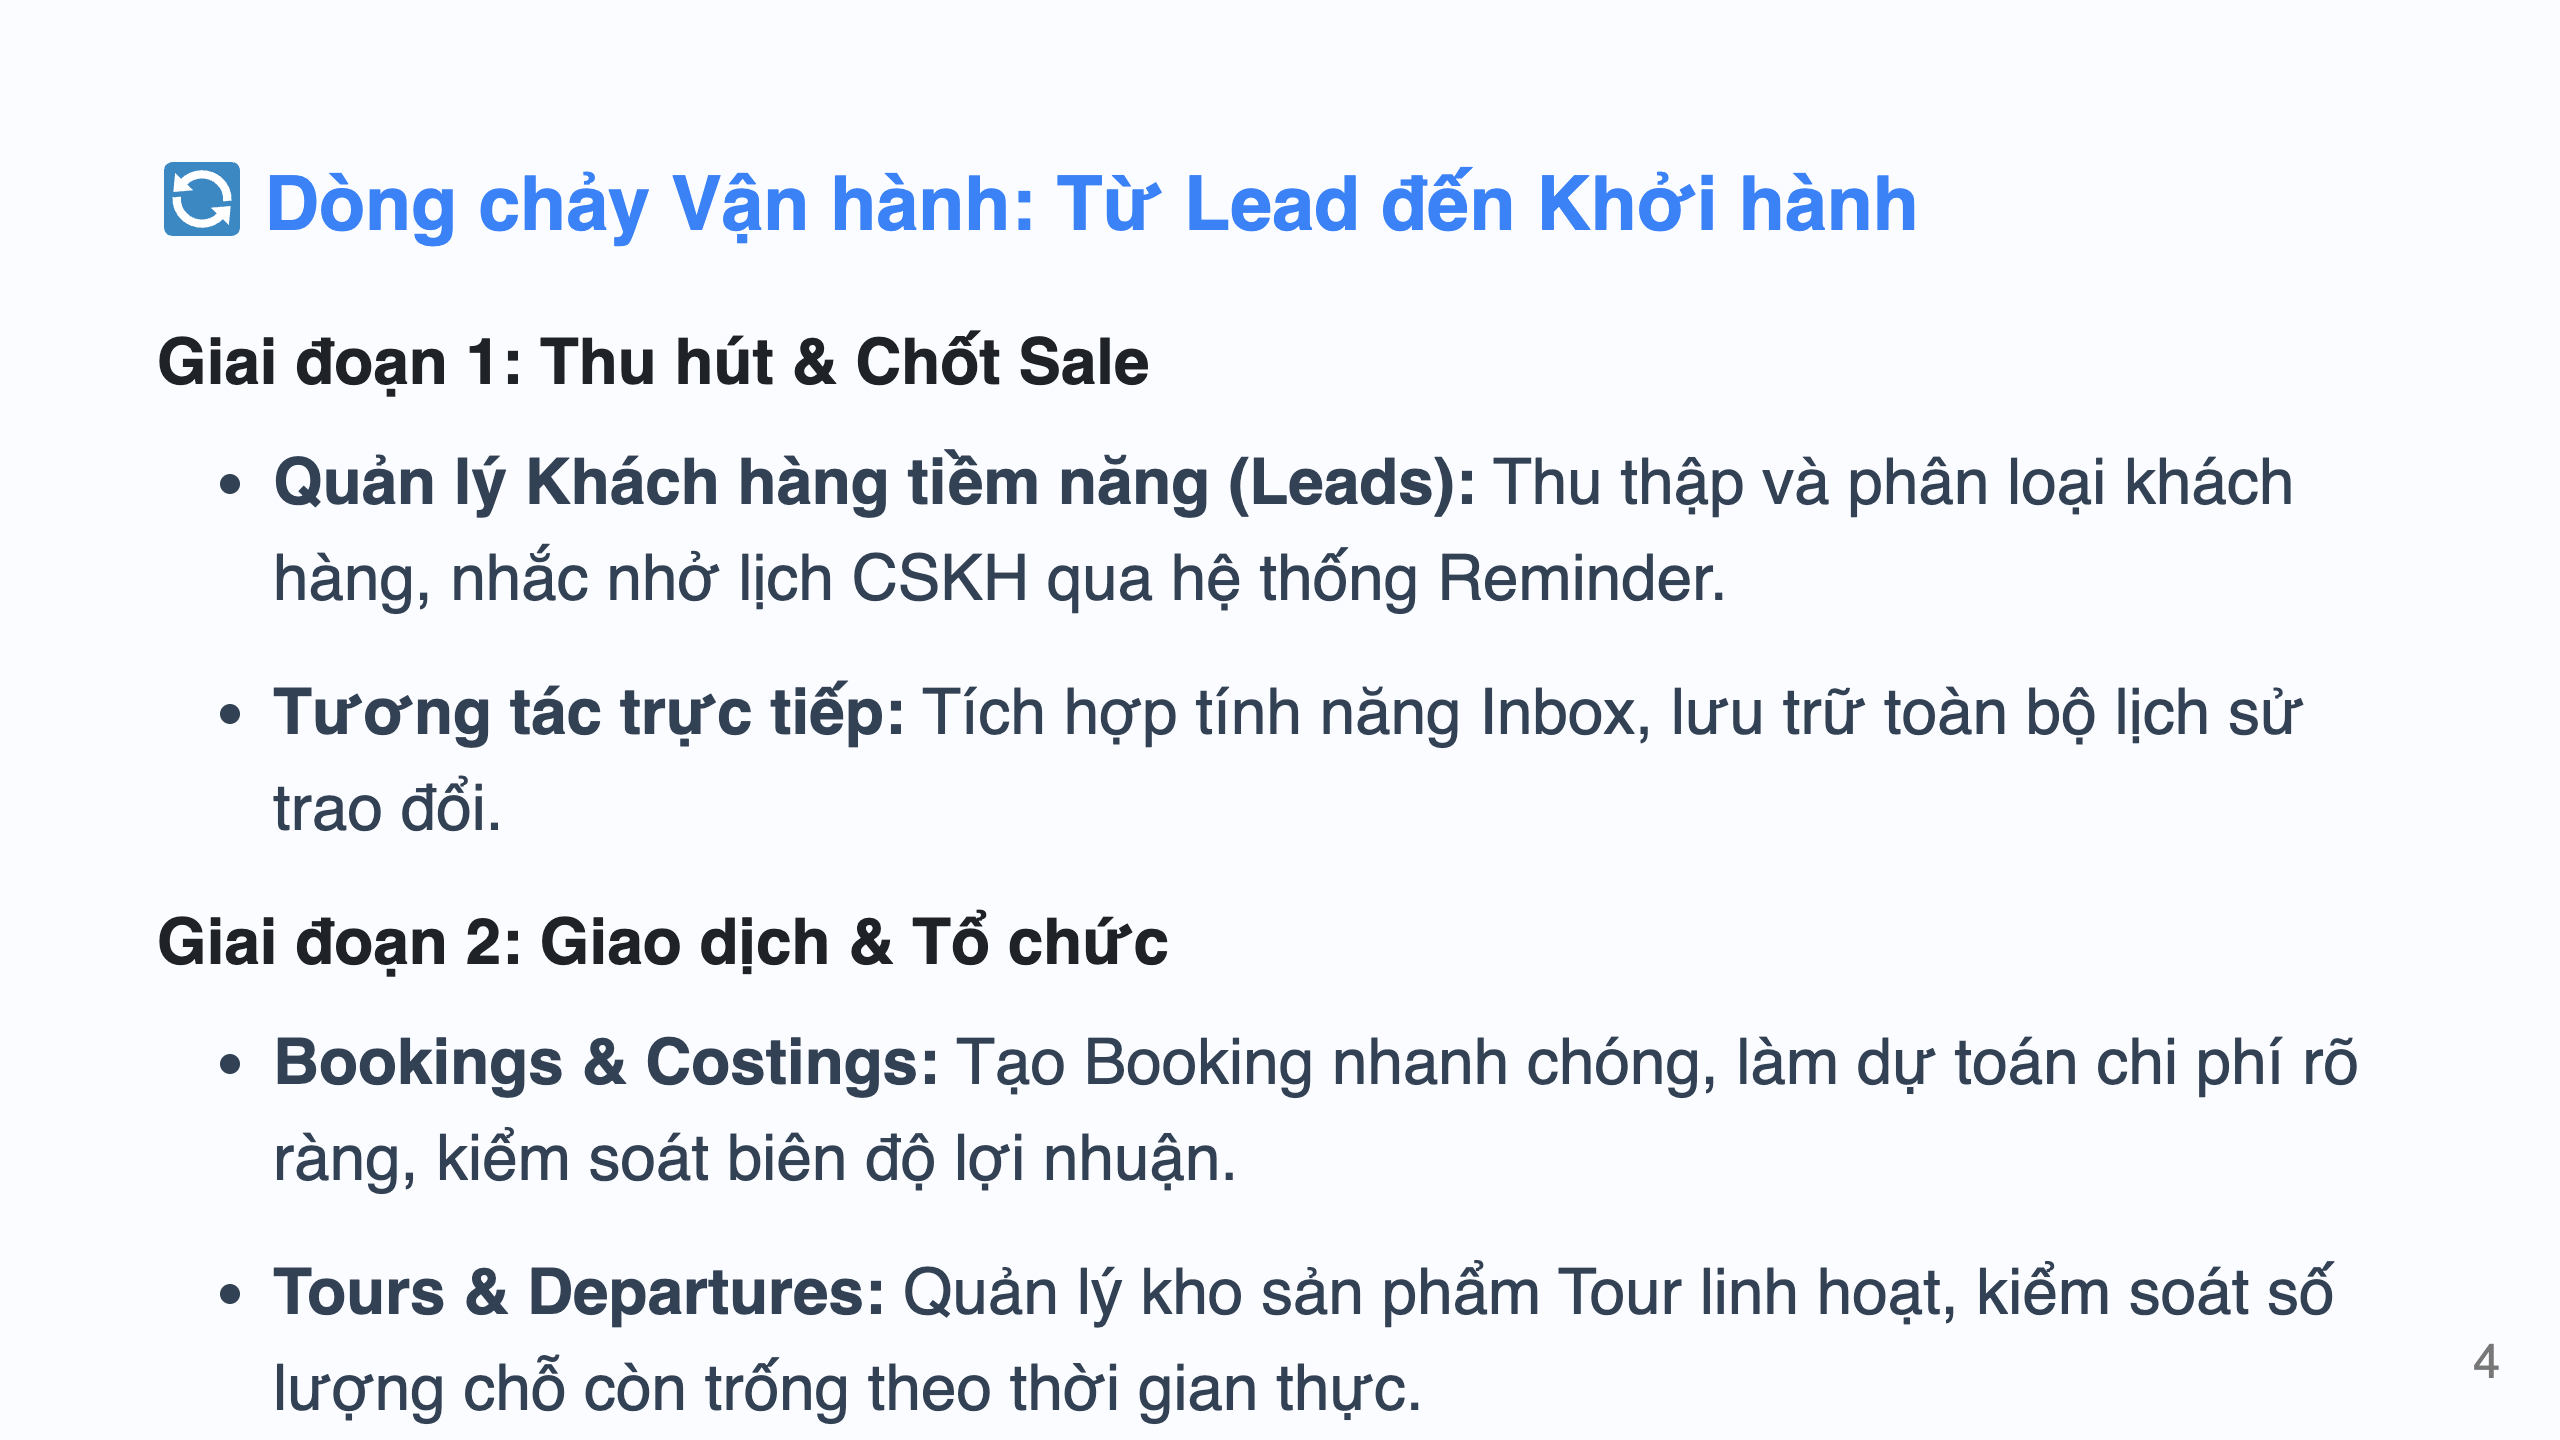 🔄 Dòng chảy Vận hành: Từ Lead đến Khởi hành
Giai đoạn 1: Thu hút & Chốt Sale
• Quản lý Khách hàng tiềm năng (Leads): Thu thập và phân loại khách
hàng, nhắc nhở lịch CSKH qua hệ thống Reminder.
• Tương tác trực tiếp: Tích hợp tính năng Inbox, lưu trữ toàn bộ lịch sử
trao đổi.
Giai đoạn 2: Giao dịch & Tổ chức
• Bookings & Costings: Tạo Booking nhanh chóng, làm dự toán chi phí rõ
ràng, kiểm soát biên độ lợi nhuận.
• Tours & Departures: Quản lý kho sản phẩm Tour linh hoạt, kiểm soát số
lượng chỗ còn trống theo thời gian thực.
4